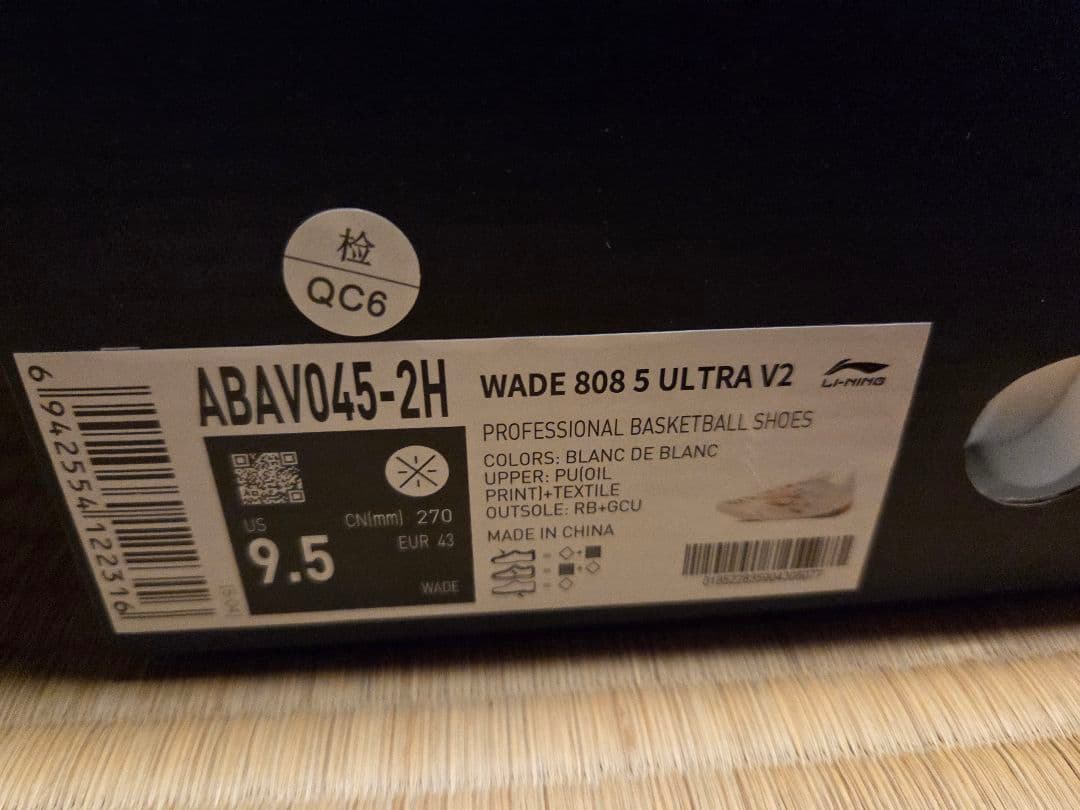 检
QC6
ABAV045-2H
WADE 808 5 ULTRA V2
LI-NING
PROFESSIONAL BASKETBALL SHOES
COLORS: BLANC DE BLANC
UPPER: PU(OIL
PRINT)+TEXTILE
OUTSOLE: RB+GCU
MADE IN CHINA
US
9.5
CN(mm) 270
EUR 43
WADE
6 942554 122316